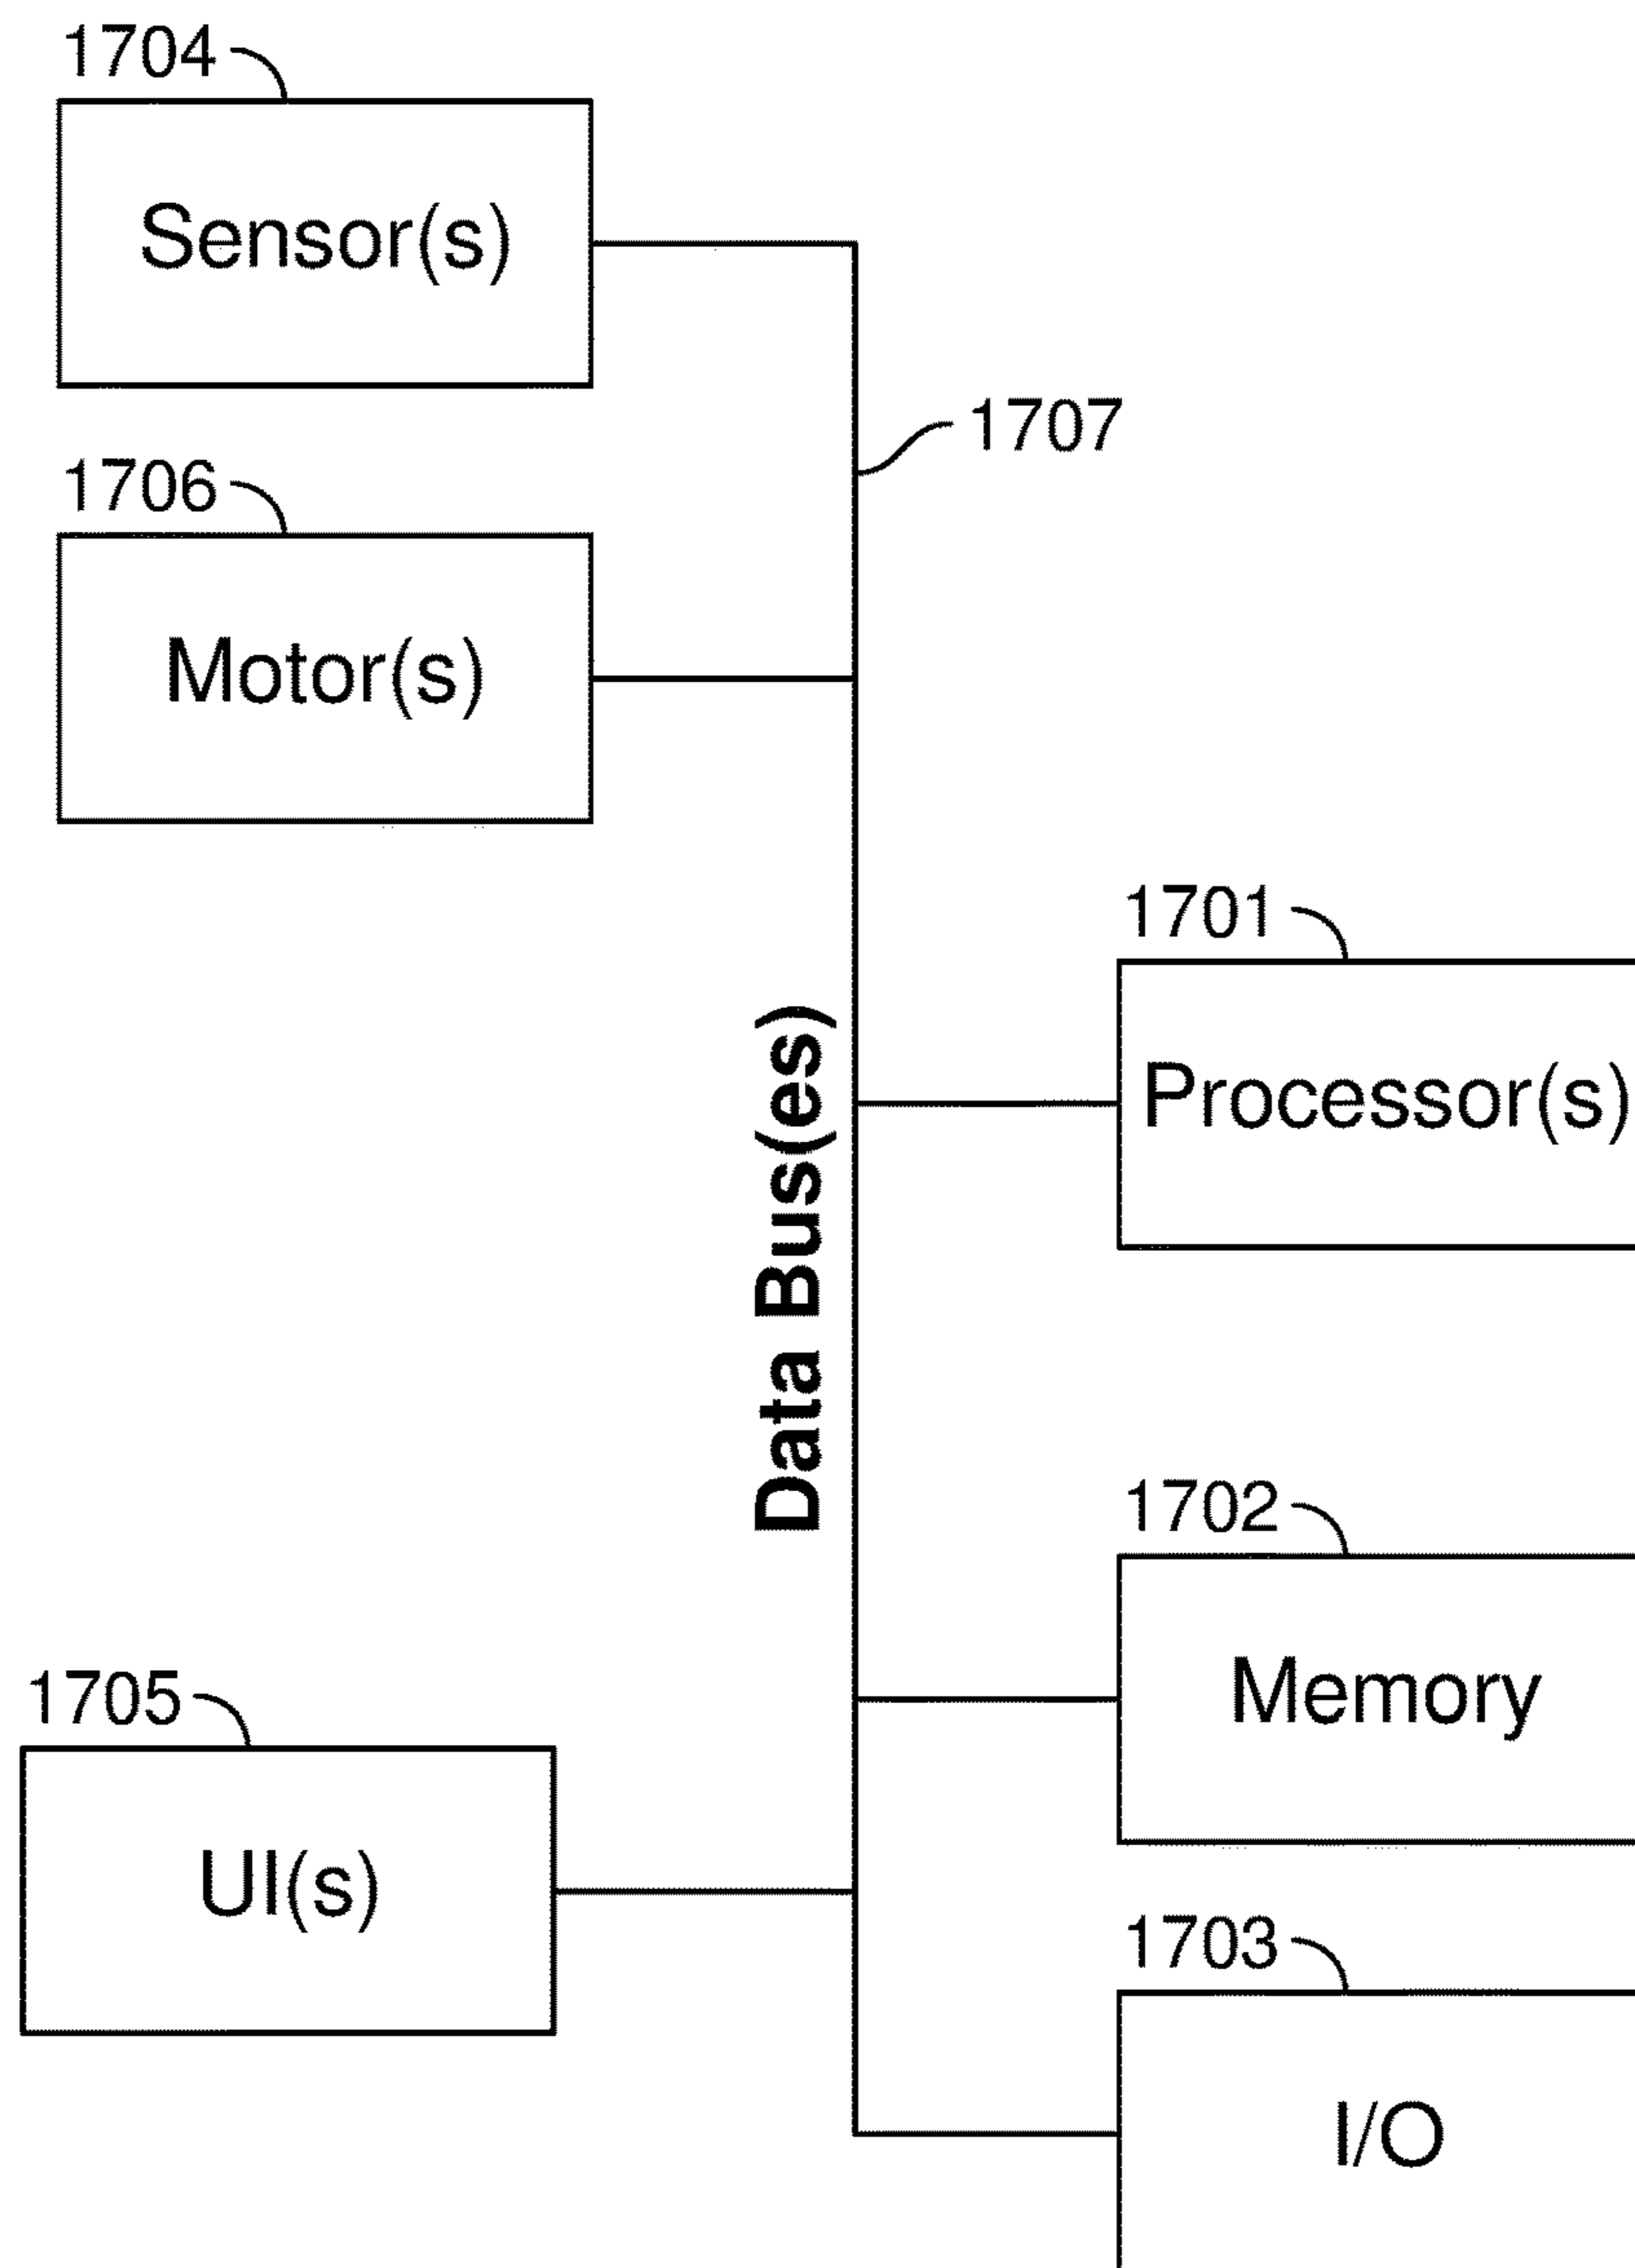 1704
Sensor(s)
1707
1706
Motor(s)
1701
Processor(s)
Data Bus(es)
1702
Memory
1705
UI(s)
1703
I/O